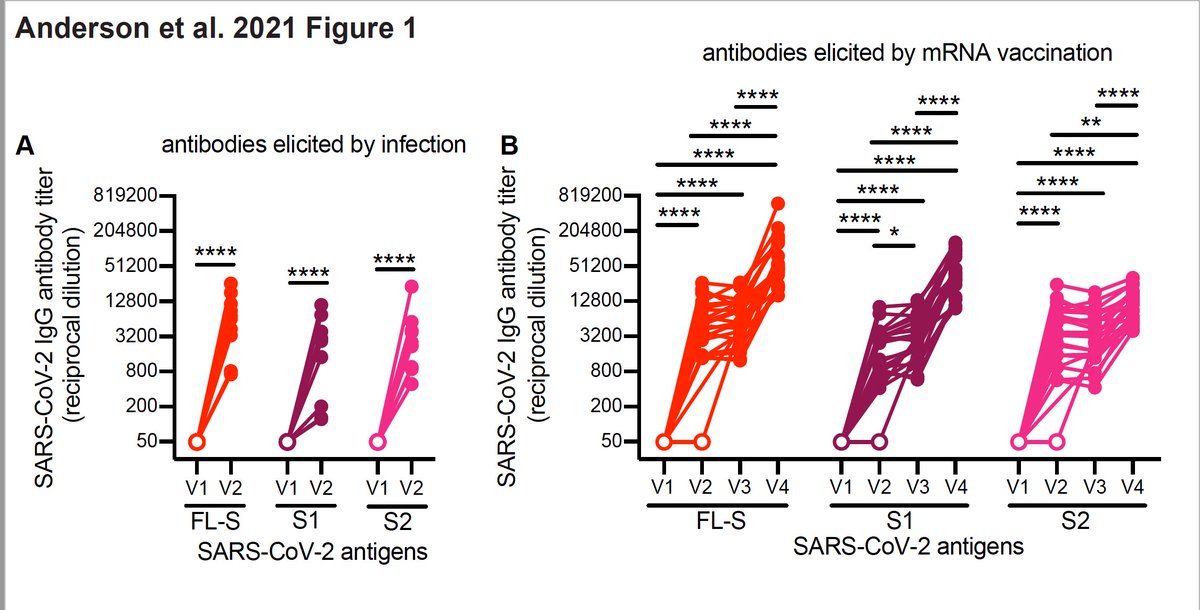 Anderson et al. 2021 Figure 1
A
antibodies elicited by infection
SARS-CoV-2 IgG antibody titer
(reciprocal dilution)
819200
204800
51200
12800
3200
800
200
50
**** **** ****
V1 V2 V1 V2 V1 V2
FL-S S1 S2
SARS-CoV-2 antigens
B
antibodies elicited by mRNA vaccination
SARS-CoV-2 IgG antibody titer
(reciprocal dilution)
819200
204800
51200
12800
3200
800
200
50
****
****
****
****
****
****
****
****
****
****
*
****
**
****
****
****
V1 V2 V3 V4 V1 V2 V3 V4 V1 V2 V3 V4
FL-S S1 S2
SARS-CoV-2 antigens